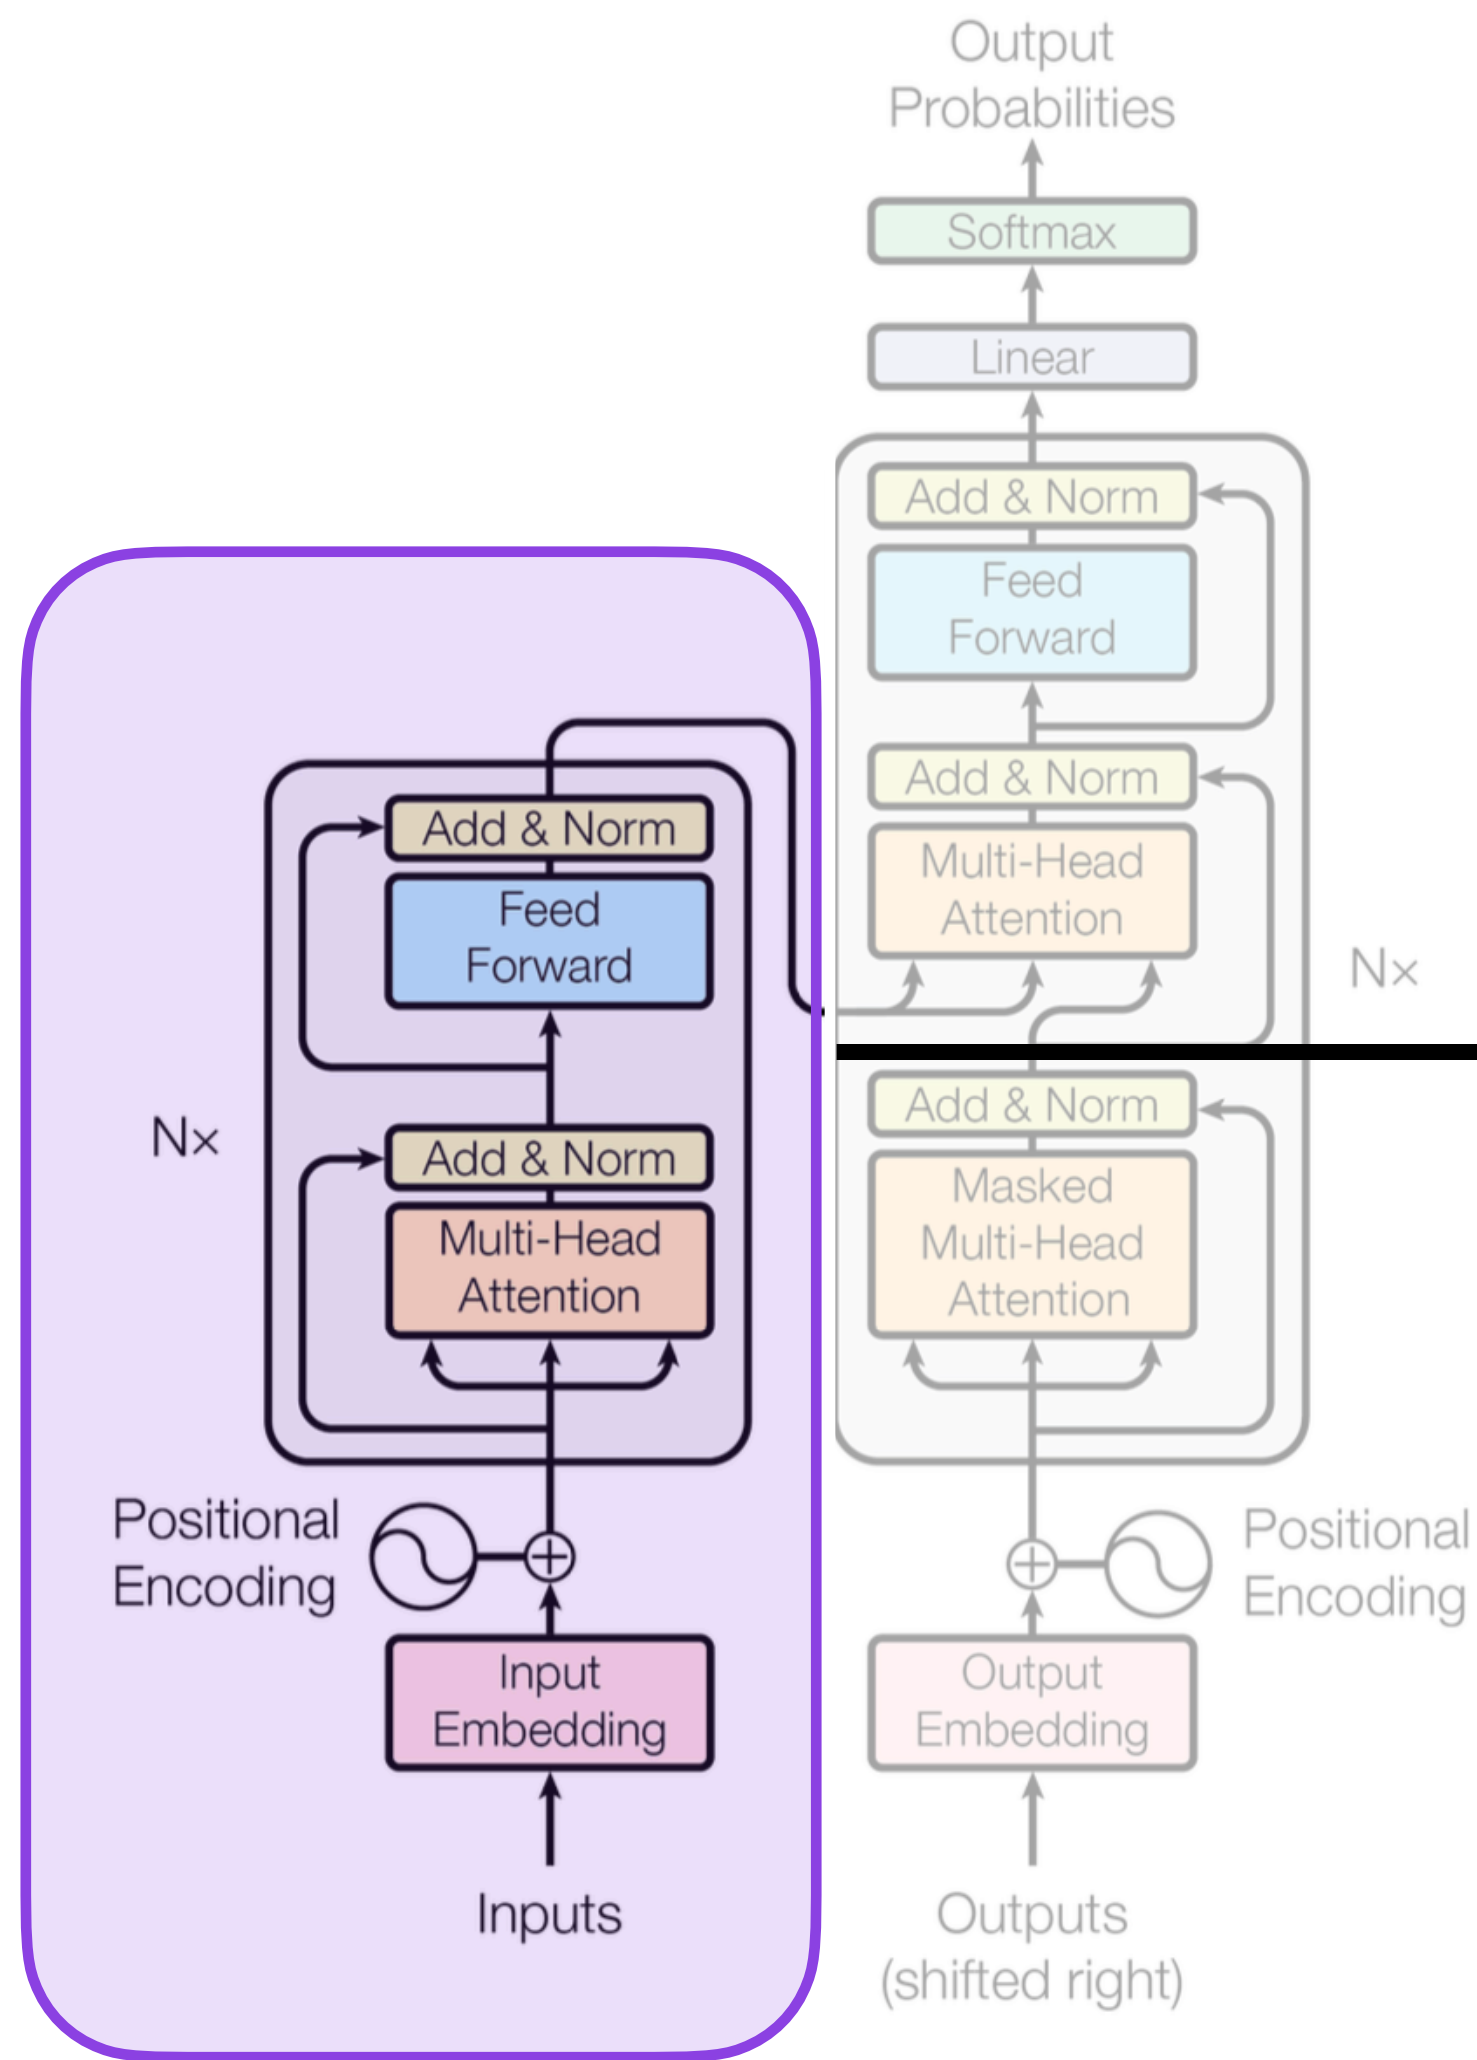 Output
Probabilities
Softmax
Linear
Add & Norm
Feed
Forward
Add & Norm
Multi-Head
Attention
Nx
Add & Norm
Masked
Multi-Head
Attention
Positional
Encoding
Output
Embedding
Outputs
(shifted right)
Add & Norm
Feed
Forward
Nx
Add & Norm
Multi-Head
Attention
Positional
Encoding
Input
Embedding
Inputs